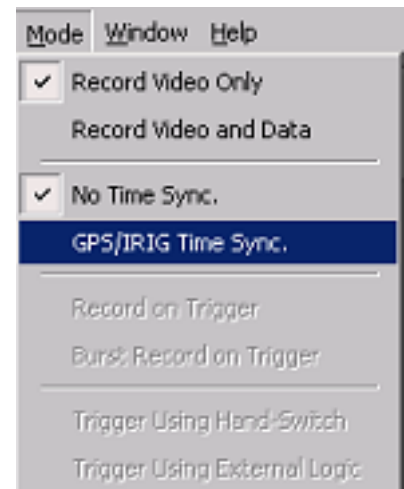 Mode Window Help
Record Video Only
Record Video and Data
No Time Sync.
GPS/IRIG Time Sync.
Record on Trigger
Burst Record on Trigger
Trigger Using Hand-Switch
Trigger Using External Logic